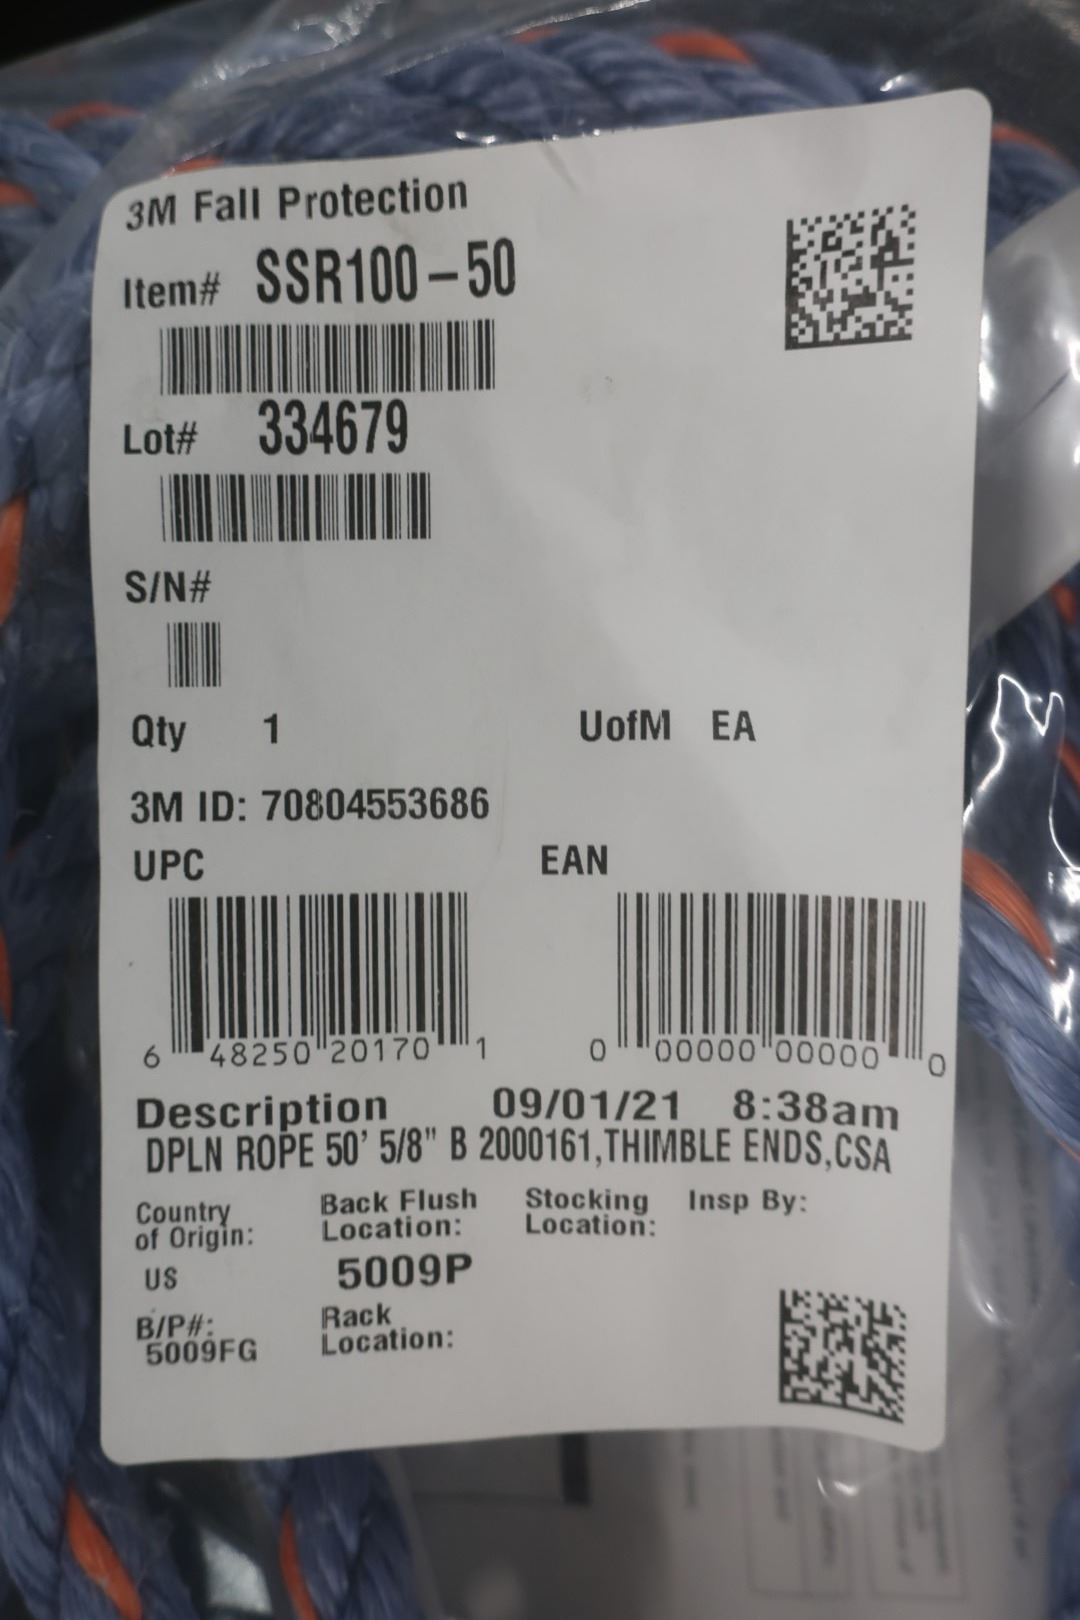 3M Fall Protection
Item# SSR100-50
Lot# 334679
S/N#
Qty 1 UofM EA
3M ID: 70804553686
UPC EAN
6 48250 20170 1 0 00000 00000 0
Description 09/01/21 8:38am
DPLN ROPE 50' 5/8" B 2000161,THIMBLE ENDS,CSA
Country of Origin:
US
Back Flush Location:
5009P
Stocking Location:
Insp By:
B/P#:
5009FG
Rack Location: